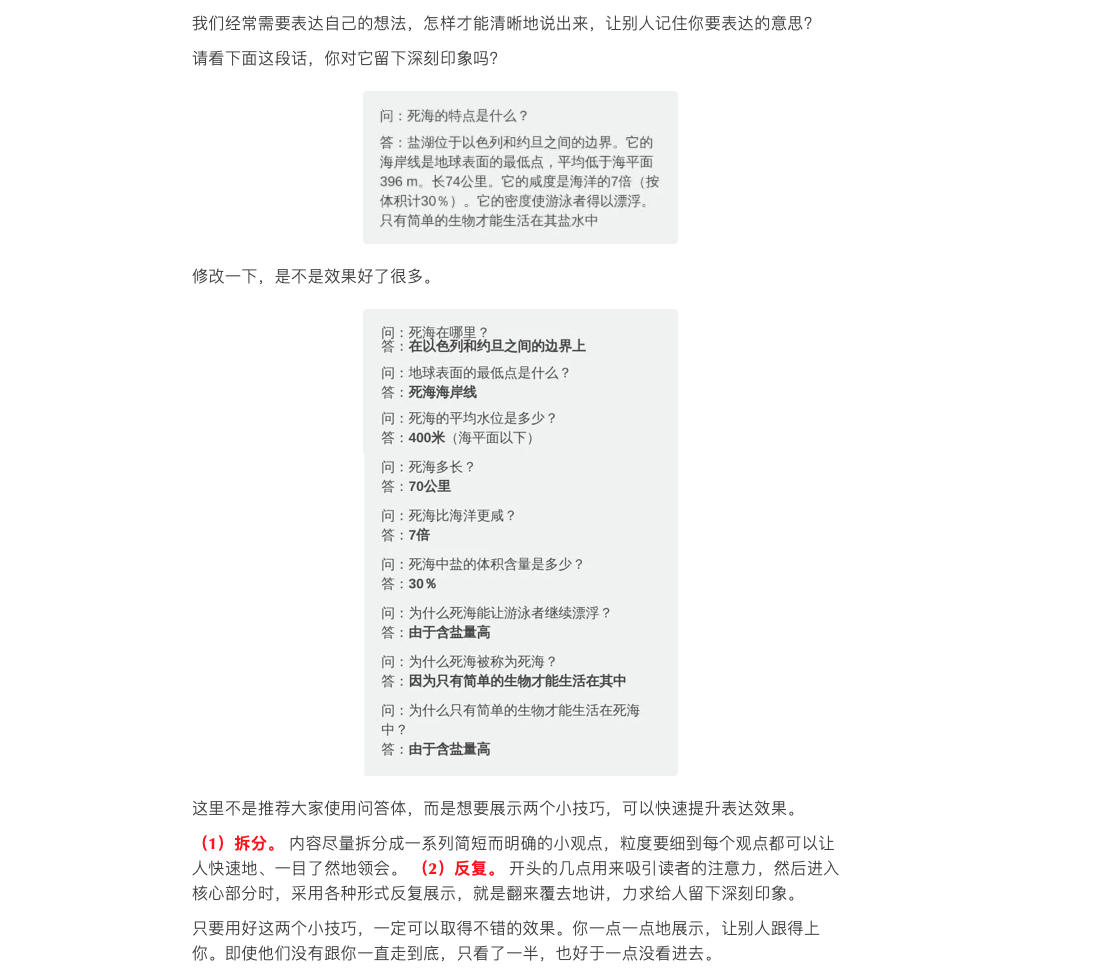 我们经常需要表达自己的想法，怎样才能清晰地说出来，让别人记住你要表达的意思？
请看下面这段话，你对它留下深刻印象吗？
问：死海的特点是什么？
答：盐湖位于以色列和约旦之间的边界。它的
海岸线是地球表面的最低点，平均低于海平面
396 m。长74公里。它的咸度是海洋的7倍（按
体积计30％）。它的密度使游泳者得以漂浮。
只有简单的生物才能生活在其盐水中
修改一下，是不是效果好了很多。
问：死海在哪里？
答：在以色列和约旦之间的边界上
问：地球表面的最低点是什么？
答：死海海岸线
问：死海的平均水位是多少？
答：400米（海平面以下）
问：死海多长？
答：70公里
问：死海比海洋更咸？
答：7倍
问：死海中盐的体积含量是多少？
答：30％
问：为什么死海能让游泳者继续漂浮？
答：由于含盐量高
问：为什么死海被称为死海？
答：因为只有简单的生物才能生活在其中
问：为什么只有简单的生物才能生活在死海
中？
答：由于含盐量高
这里不是推荐大家使用问答体，而是想要展示两个小技巧，可以快速提升表达效果。
（1）拆分。 内容尽量拆分成一系列简短而明确的小观点，粒度要细到每个观点都可以让
人快速地、一目了然地领会。 （2）反复。 开头的几点用来吸引读者的注意力，然后进入
核心部分时，采用各种形式反复展示，就是翻来覆去地讲，力求给人留下深刻印象。
只要用好这两个小技巧，一定可以取得不错的效果。你一点一点地展示，让别人跟得上
你。即使他们没有跟你一直走到底，只看了一半，也好于一点没看进去。